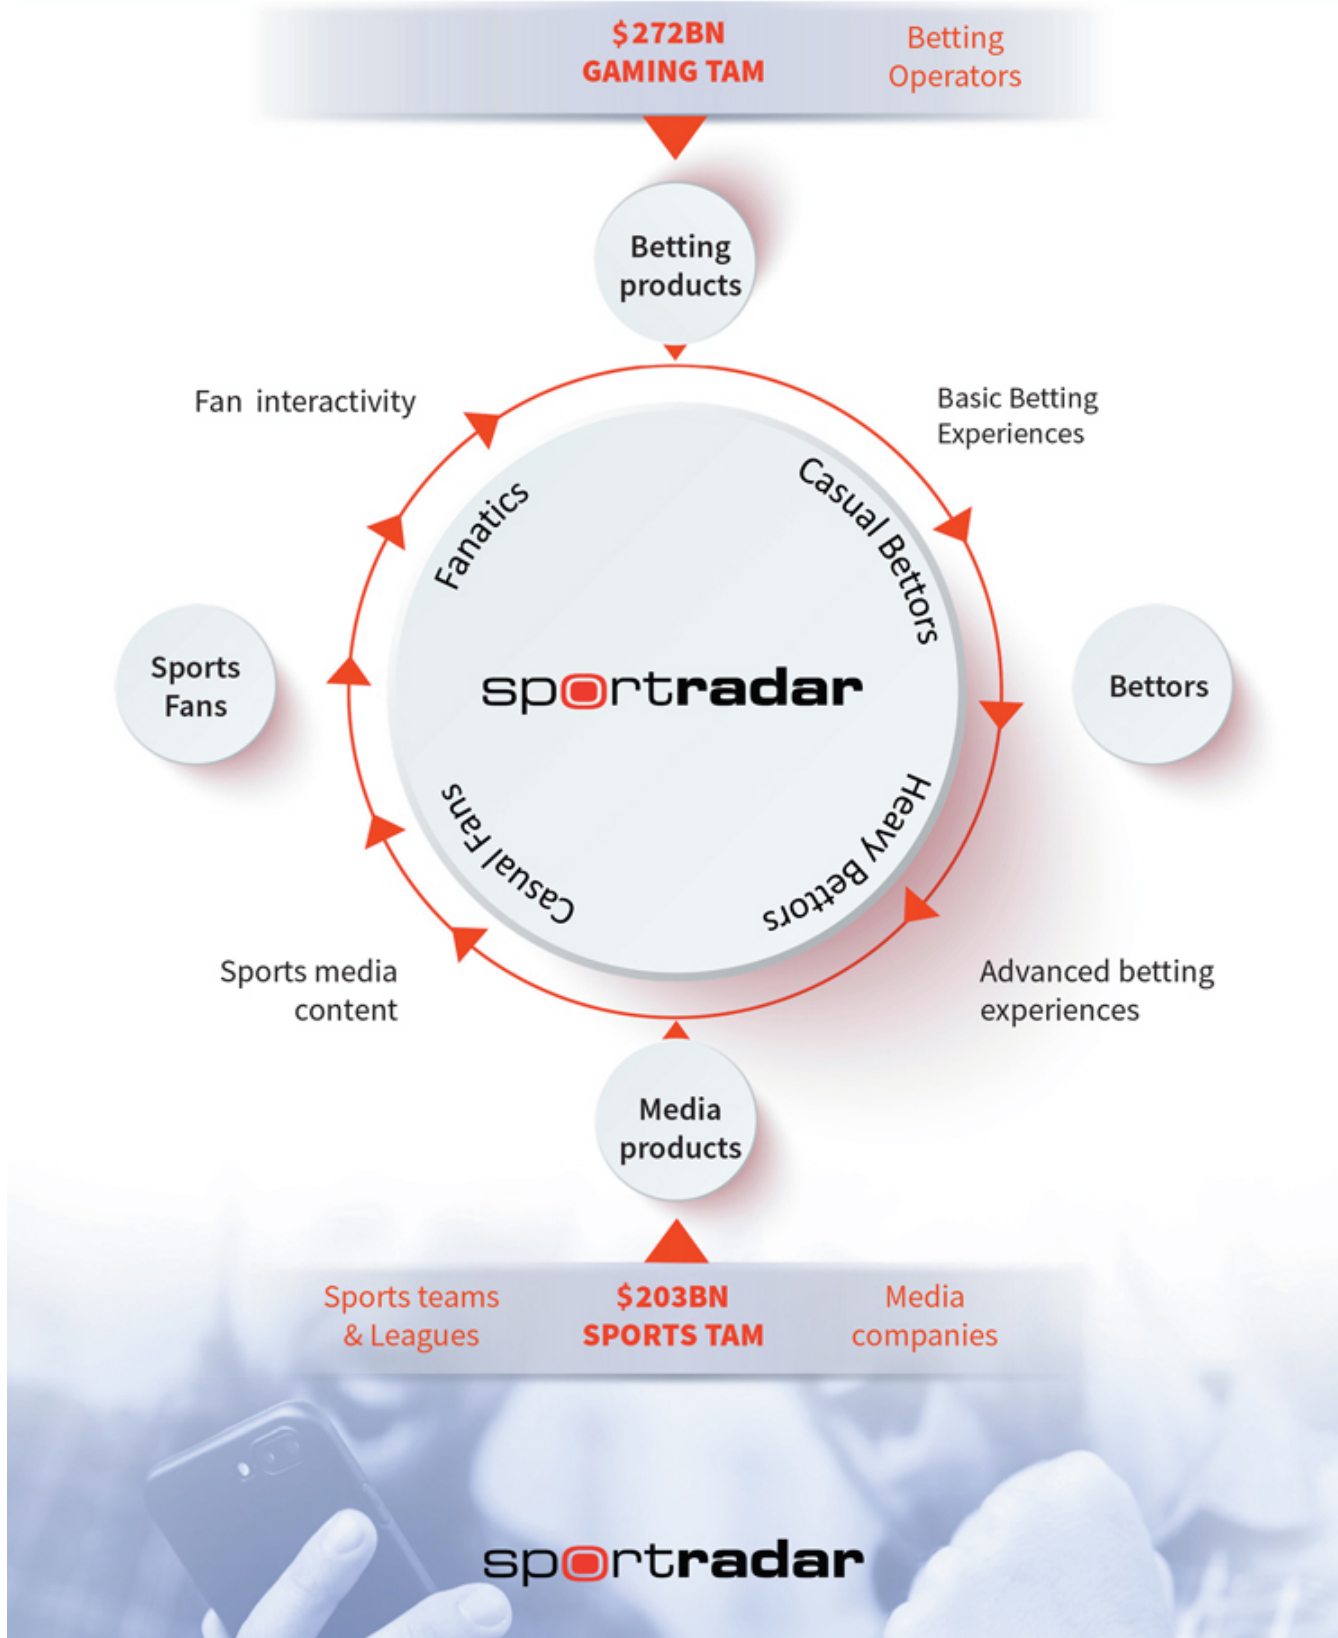 $272BN
GAMING TAM
Betting
Operators
Betting
products
Fan interactivity
Basic Betting
Experiences
Fanatics
Casual Bettors
Sports
Fans
sportradar
Bettors
Casual Fans
Heavy Bettors
Sports media
content
Advanced betting
experiences
Media
products
Sports teams
& Leagues
$203BN
SPORTS TAM
Media
companies
sportradar